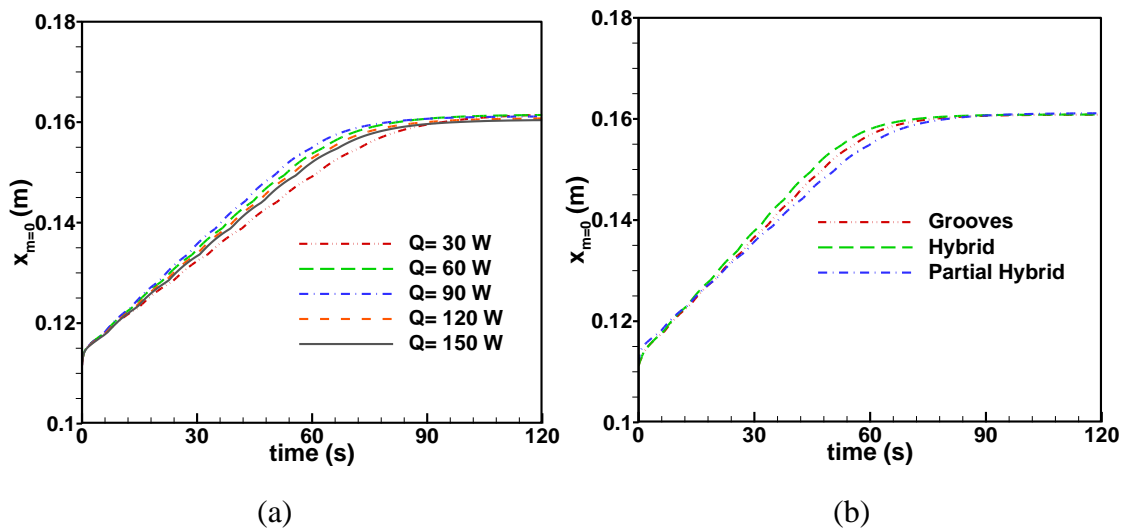 0.18
0.16
0.14
0.12
0.1
x_{m=0} (m)
0 30 60 90 120
time (s)
Q= 30 W
Q= 60 W
Q= 90 W
Q= 120 W
Q= 150 W
(a)
0.18
0.16
0.14
0.12
0.1
x_{m=0} (m)
0 30 60 90 120
time (s)
Grooves
Hybrid
Partial Hybrid
(b)